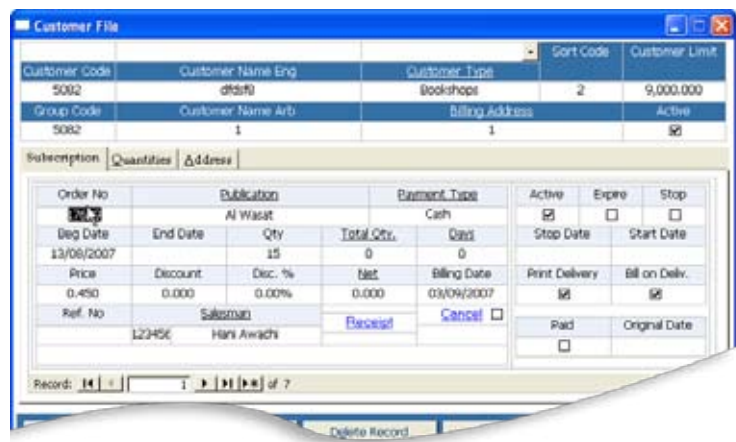 Customer File
Sort Code Customer Limit
Customer Code Customer Name Eng Customer Type
5082 dfdsf8 Bookshops 2 9,000.000
Group Code Customer Name Arb Billing Address Active
5082 1 1
Subscription Quantities Address
Order No Publication Payment Type Active Expire Stop
Al Wasat Cash
Beg Date End Date Qty Total Qty. Days Stop Date Start Date
13/08/2007 15 0 0
Price Discount Disc. % Net Billing Date Print Delivery Bill on Deliv.
0.450 0.000 0.00% 0.000 03/09/2007
Ref. No Salesman Receipt Cancel Paid Original Date
123456 Hani Awachi
Record: 1 of 7
Delete Record